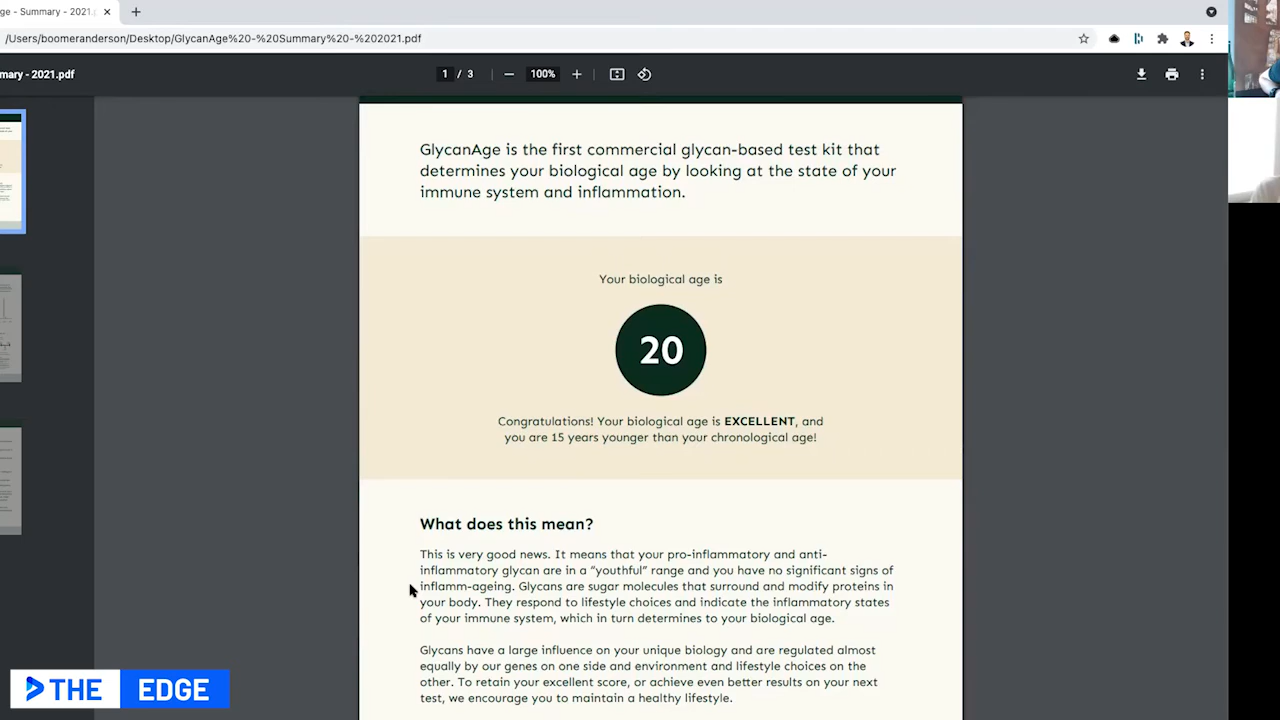 ge - Summary - 2021
/Users/boomeranderson/Desktop/GlycanAge%20-%20Summary%20-%202021.pdf
mary - 2021.pdf
1 / 3
100%
GlycanAge is the first commercial glycan-based test kit that
determines your biological age by looking at the state of your
immune system and inflammation.
Your biological age is
20
Congratulations! Your biological age is EXCELLENT, and
you are 15 years younger than your chronological age!
What does this mean?
This is very good news. It means that your pro-inflammatory and anti-
inflammatory glycan are in a “youthful” range and you have no significant signs of
inflamm-ageing. Glycans are sugar molecules that surround and modify proteins in
your body. They respond to lifestyle choices and indicate the inflammatory states
of your immune system, which in turn determines to your biological age.
Glycans have a large influence on your unique biology and are regulated almost
equally by our genes on one side and environment and lifestyle choices on the
other. To retain your excellent score, or achieve even better results on your next
test, we encourage you to maintain a healthy lifestyle.
THE EDGE